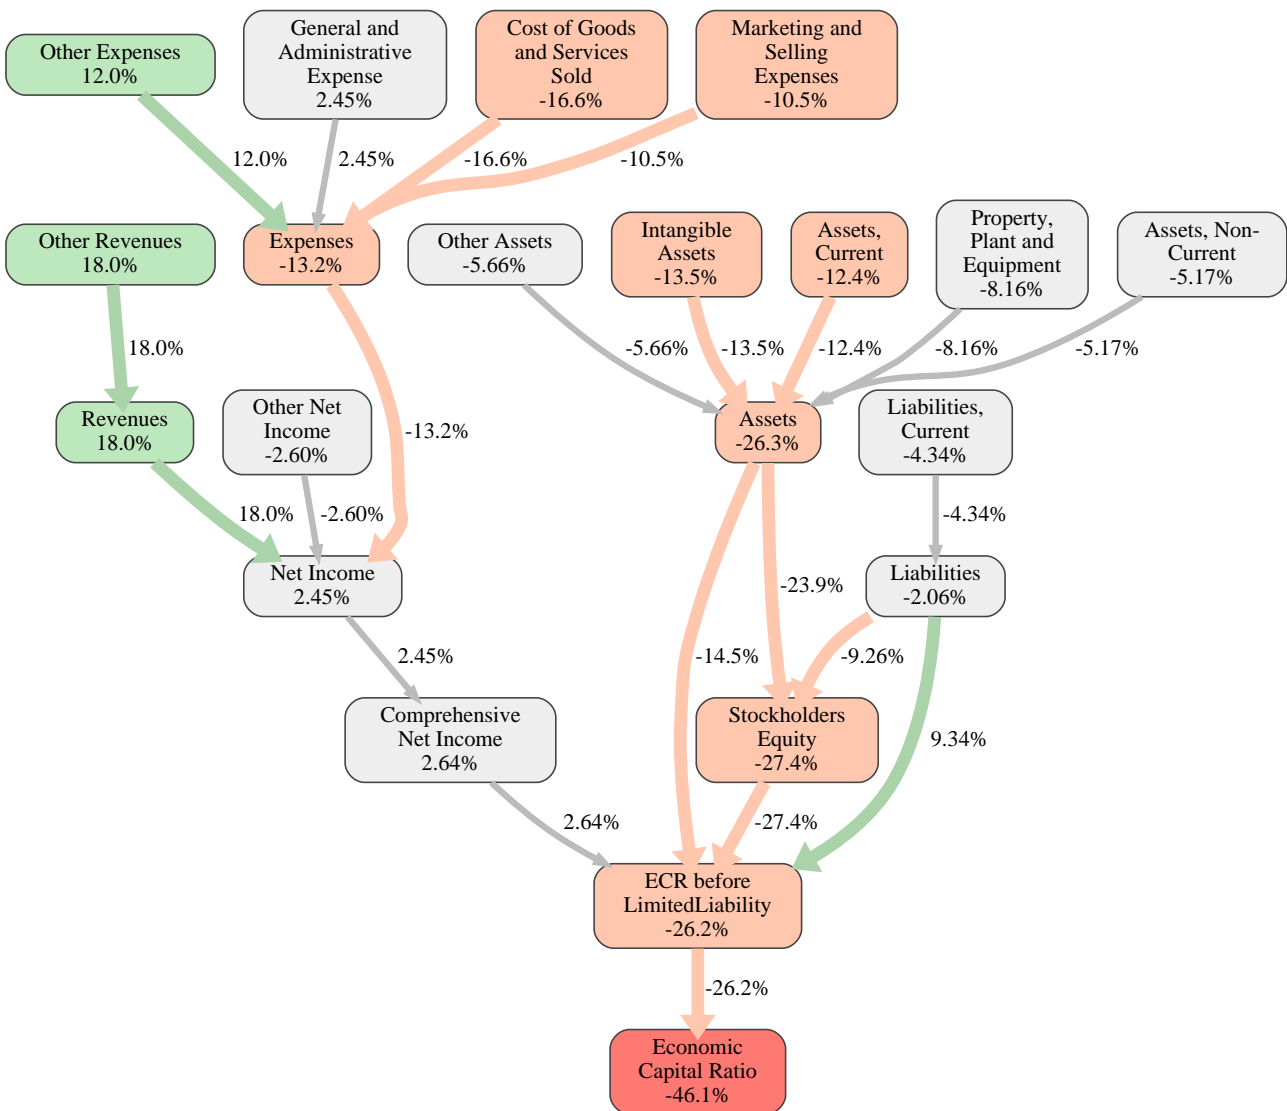 Other Expenses
12.0%
General and
Administrative
Expense
2.45%
Cost of Goods
and Services
Sold
-16.6%
Marketing and
Selling
Expenses
-10.5%
12.0%
2.45%
-16.6%
-10.5%
Other Revenues
18.0%
Expenses
-13.2%
Other Assets
-5.66%
Intangible
Assets
-13.5%
Assets,
Current
-12.4%
Property,
Plant and
Equipment
-8.16%
Assets, Non-
Current
-5.17%
18.0%
-5.66%
-13.5%
-12.4%
-8.16%
-5.17%
Revenues
18.0%
Other Net
Income
-2.60%
-13.2%
Assets
-26.3%
Liabilities,
Current
-4.34%
18.0%
-2.60%
-4.34%
Net Income
2.45%
-23.9%
Liabilities
-2.06%
2.45%
-14.5%
-9.26%
Comprehensive
Net Income
2.64%
Stockholders
Equity
-27.4%
9.34%
2.64%
-27.4%
ECR before
LimitedLiability
-26.2%
-26.2%
Economic
Capital Ratio
-46.1%